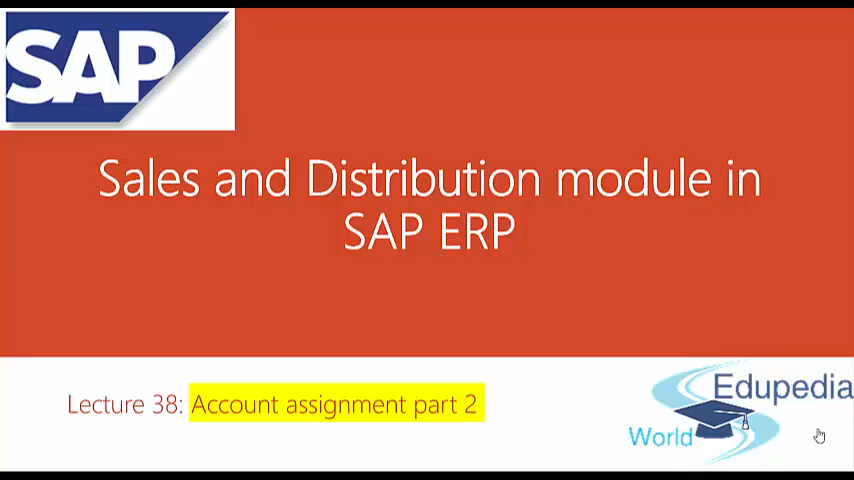 SAP
Sales and Distribution module in
SAP ERP
Lecture 38: Account assignment part 2
Edupedia
World